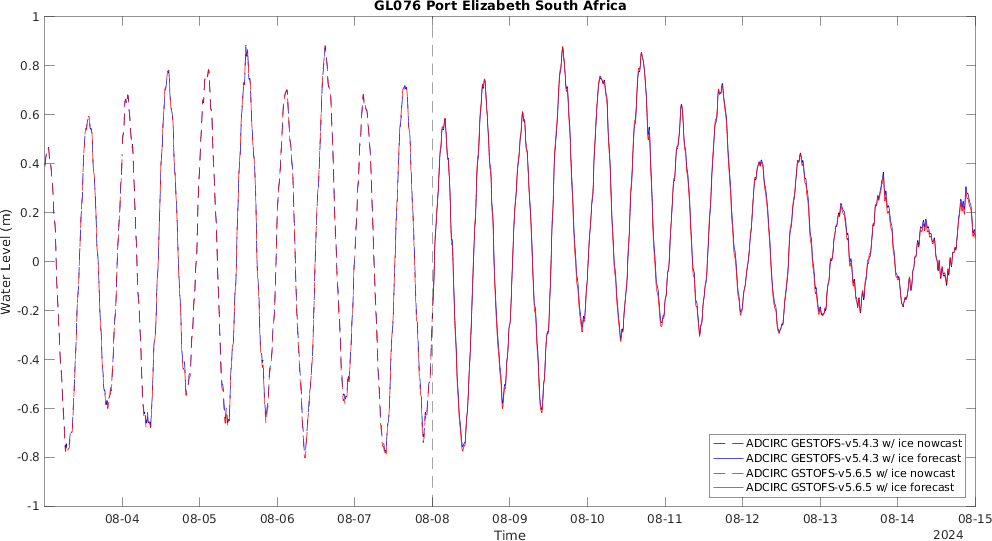 GL076 Port Elizabeth South Africa
1
0.8
0.6
0.4
0.2
0
-0.2
-0.4
-0.6
-0.8
-1
Water Level (m)
ADCIRC GESTOFS-v5.4.3 w/ ice nowcast
ADCIRC GESTOFS-v5.4.3 w/ ice forecast
ADCIRC GSTOFS-v5.6.5 w/ ice nowcast
ADCIRC GSTOFS-v5.6.5 w/ ice forecast
08-04 08-05 08-06 08-07 08-08 08-09 08-10 08-11 08-12 08-13 08-14 08-15
Time
2024